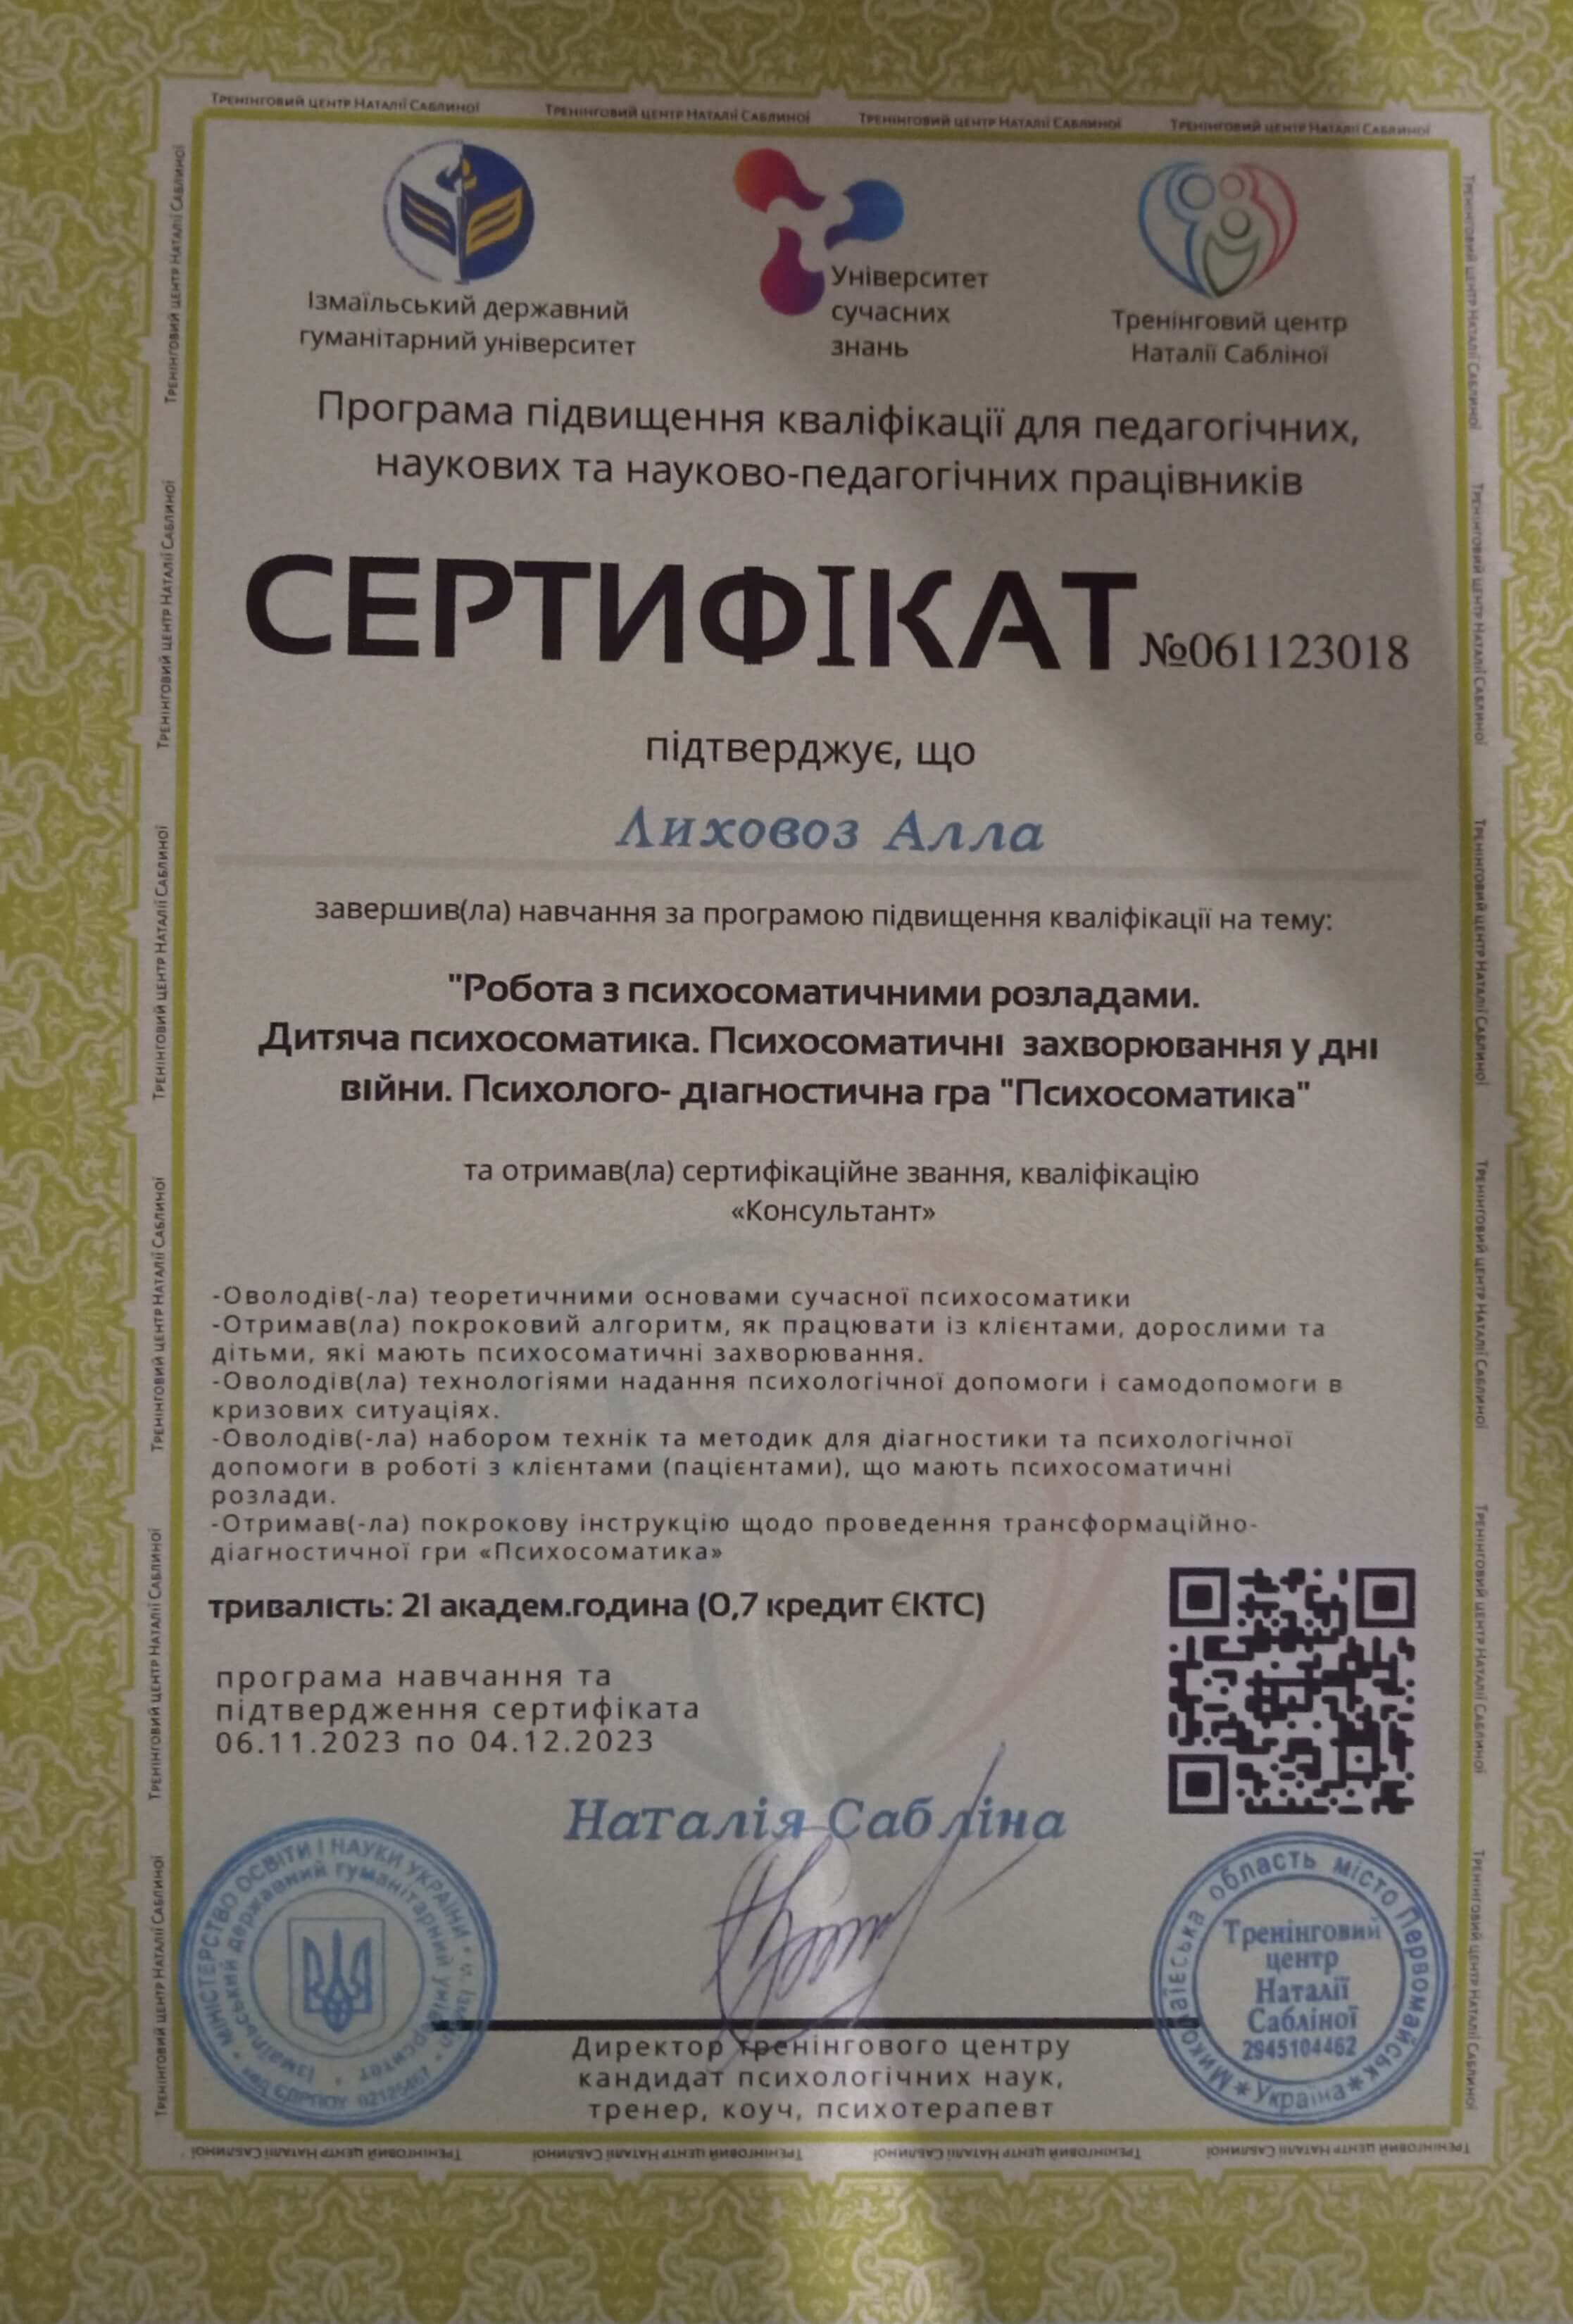 Тренінговий центр Наталії Сабліної Тренінговий центр Наталії Сабліної Тренінговий центр Наталії Сабліної Тренінговий центр Наталії Сабліної
Ізмаїльський державний
гуманітарний університет
Університет
сучасних
знань
Тренінговий центр
Наталії Сабліної
Програма підвищення кваліфікації для педагогічних,
наукових та науково-педагогічних працівників
СЕРТИФІКАТ №061123018
підтверджує, що
Лиховоз Алла
завершив(ла) навчання за програмою підвищення кваліфікації на тему:
"Робота з психосоматичними розладами.
Дитяча психосоматика. Психосоматичні захворювання у дні
війни. Психолого- діагностична гра "Психосоматика"
та отримав(ла) сертифікаційне звання, кваліфікацію
«Консультант»
-Оволодів(-ла) теоретичними основами сучасної психосоматики
-Отримав(ла) покроковий алгоритм, як працювати із клієнтами, дорослими та
дітьми, які мають психосоматичні захворювання.
-Оволодів(ла) технологіями надання психологічної допомоги і самодопомоги в
кризових ситуаціях.
-Оволодів(-ла) набором технік та методик для діагностики та психологічної
допомоги в роботі з клієнтами (пацієнтами), що мають психосоматичні
розлади.
-Отримав(-ла) покрокову інструкцію щодо проведення трансформаційно-
діагностичної гри «Психосоматика»
тривалість: 21 академ.година (0,7 кредит ЄКТС)
програма навчання та
підтвердження сертифіката
06.11.2023 по 04.12.2023
Наталія Сабліна
МІНІСТЕРСТВО ОСВІТИ І НАУКИ УКРАЇНИ
Ізмаїльський державний гуманітарний університет
Миколаївська область місто Первомайськ
Тренінговий
центр
Наталії
Сабліної
2945104462
*Україна*
Директор тренінгового центру
кандидат психологічних наук,
тренер, коуч, психотерапевт